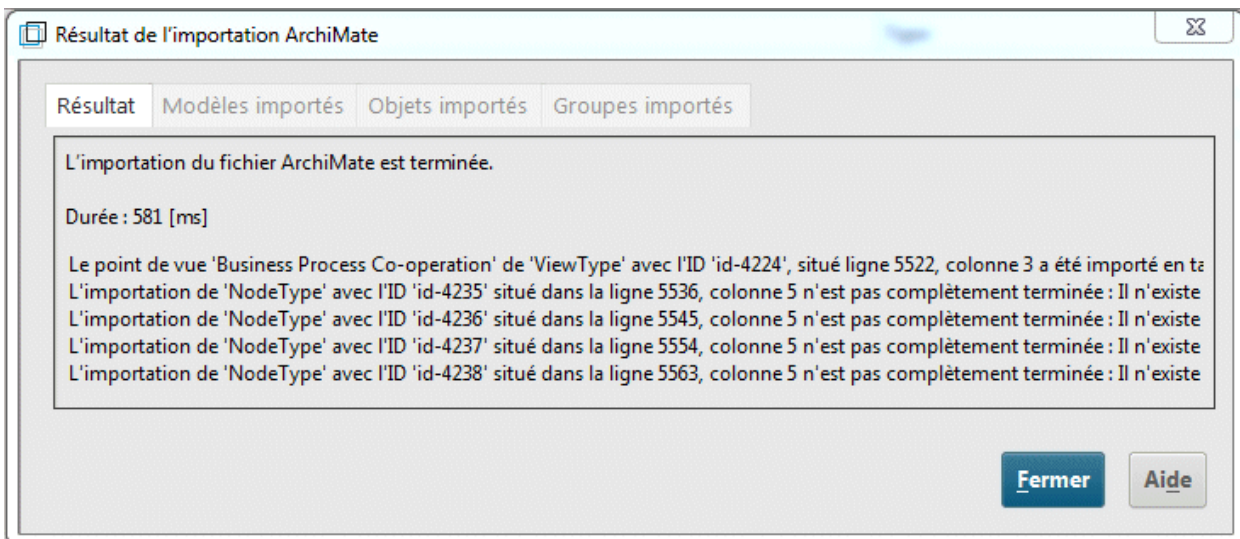 Résultat de l'importation ArchiMate
Résultat Modèles importés Objets importés Groupes importés
L'importation du fichier ArchiMate est terminée.
Durée : 581 [ms]
Le point de vue 'Business Process Co-operation' de 'ViewType' avec l'ID 'id-4224', situé ligne 5522, colonne 3 a été importé en ta
L'importation de 'NodeType' avec l'ID 'id-4235' situé dans la ligne 5536, colonne 5 n'est pas complètement terminée : Il n'existe
L'importation de 'NodeType' avec l'ID 'id-4236' situé dans la ligne 5545, colonne 5 n'est pas complètement terminée : Il n'existe
L'importation de 'NodeType' avec l'ID 'id-4237' situé dans la ligne 5554, colonne 5 n'est pas complètement terminée : Il n'existe
L'importation de 'NodeType' avec l'ID 'id-4238' situé dans la ligne 5563, colonne 5 n'est pas complètement terminée : Il n'existe
Fermer Aide